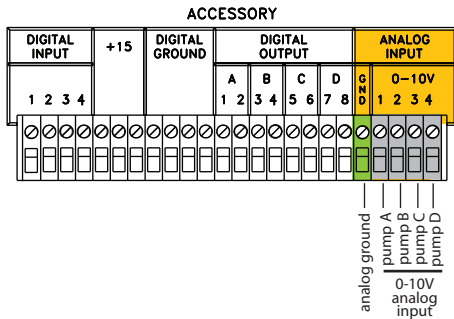 ACCESSORY
DIGITAL INPUT
+15
DIGITAL GROUND
DIGITAL OUTPUT
ANALOG INPUT
A B C D
GND
0-10V
1 2 3 4
1 2 3 4 5 6 7 8
1 2 3 4
analog ground
pump A
pump B
pump C
pump D
0-10V
analog
input